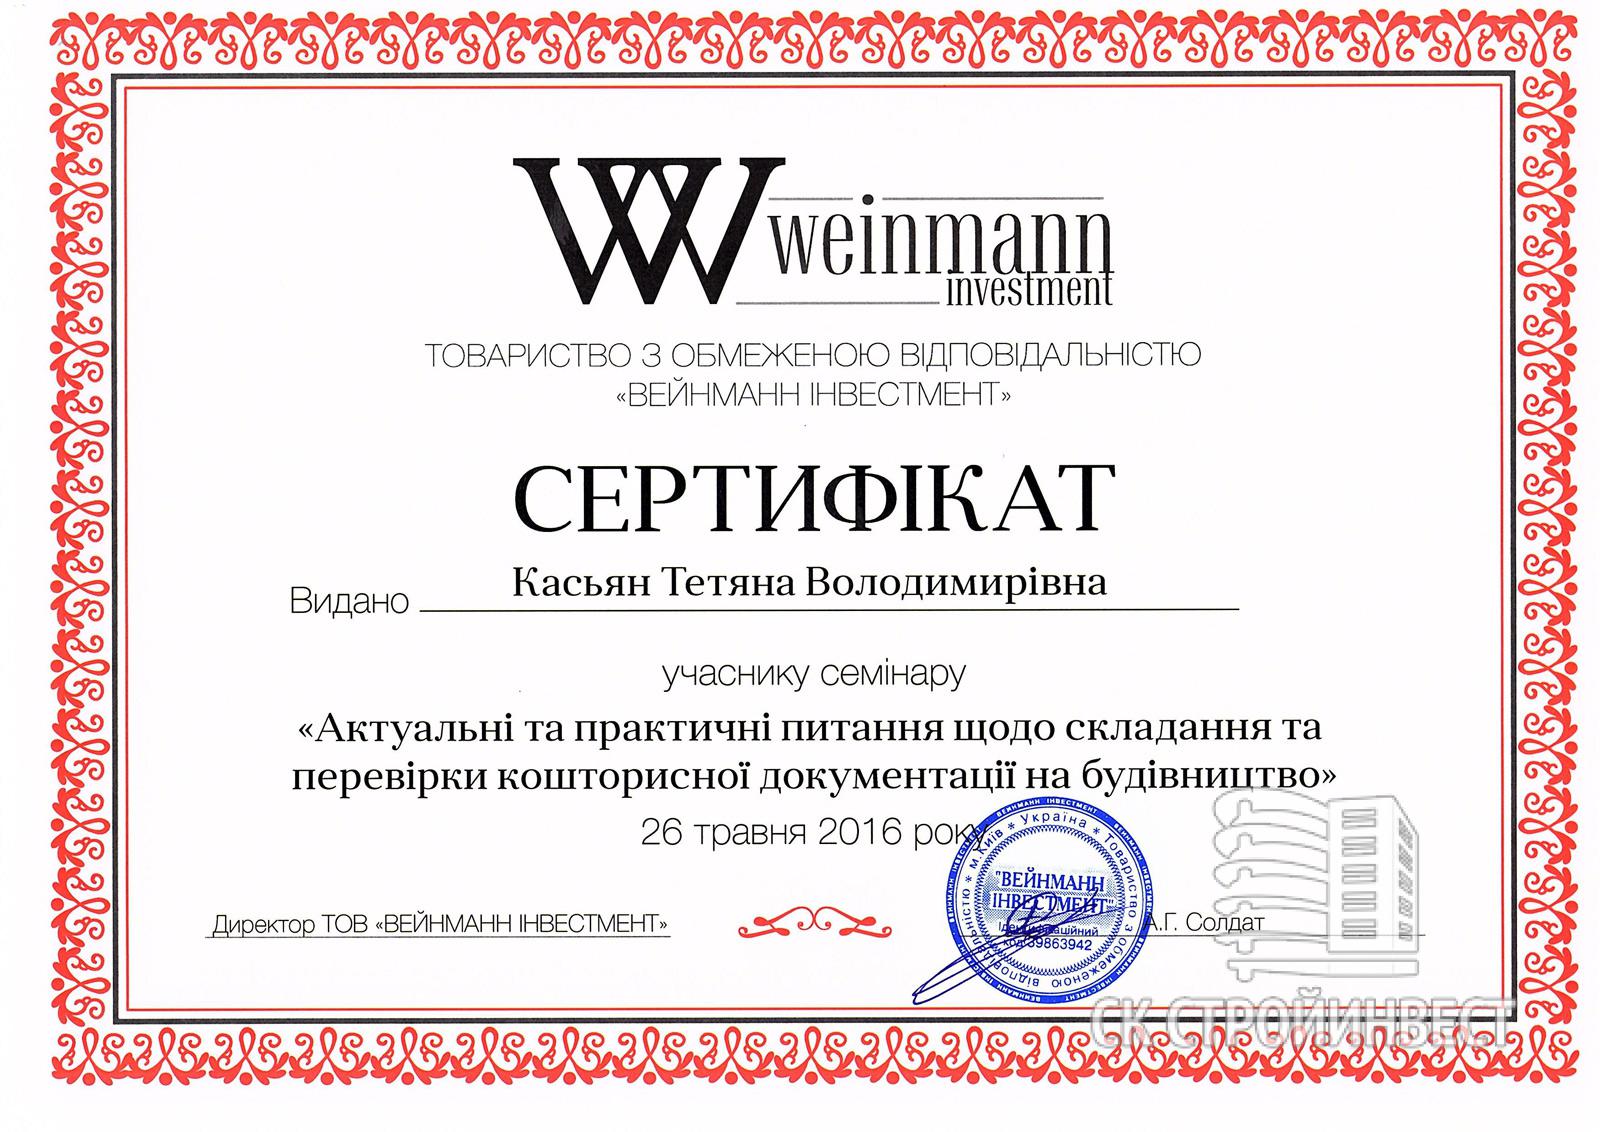 weinmann
investment
ТОВАРИСТВО З ОБМЕЖЕНОЮ ВІДПОВІДАЛЬНІСТЮ
«ВЕЙНМАНН ІНВЕСТМЕНТ»
СЕРТИФІКАТ
Видано Касьян Тетяна Володимирівна
учаснику семінару
«Актуальні та практичні питання щодо складання та
перевірки кошторисної документації на будівництво»
26 травня 2016 року
Директор ТОВ «ВЕЙНМАНН ІНВЕСТМЕНТ»
А.Г. Солдат
* м.Київ * Україна * Товариство з обмеженою відповідальністю
"ВЕЙНМАНН
ІНВЕСТМЕНТ"
Ідентифікаційний
код 39863942
СК СТРОЙИНВЕСТ